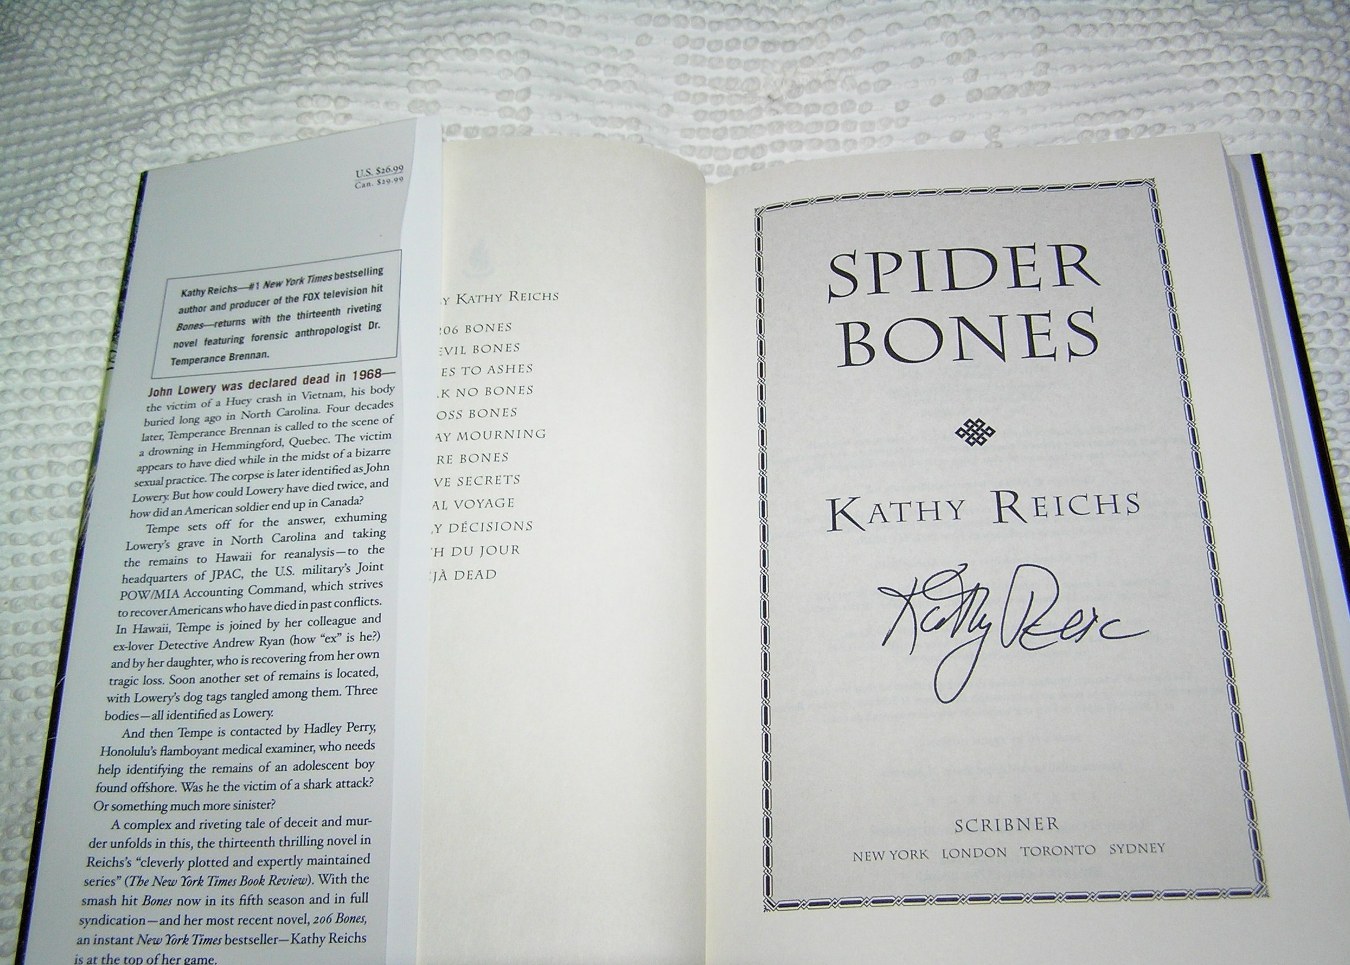 U.S. $26.99
Can. $29.99
Kathy Reichs—#1 New York Times bestselling
author and producer of the FOX television hit
Bones—returns with the thirteenth riveting
novel featuring forensic anthropologist Dr.
Temperance Brennan.
John Lowery was declared dead in 1968—
the victim of a Huey crash in Vietnam, his body
buried long ago in North Carolina. Four decades
later, Temperance Brennan is called to the scene of
a drowning in Hemmingford, Quebec. The victim
appears to have died while in the midst of a bizarre
sexual practice. The corpse is later identified as John
Lowery. But how could Lowery have died twice, and
how did an American soldier end up in Canada?
Tempe sets off for the answer, exhuming
Lowery's grave in North Carolina and taking
the remains to Hawaii for reanalysis—to the
headquarters of JPAC, the U.S. military's Joint
POW/MIA Accounting Command, which strives
to recover Americans who have died in past conflicts.
In Hawaii, Tempe is joined by her colleague and
ex-lover Detective Andrew Ryan (how "ex" is he?)
and by her daughter, who is recovering from her own
tragic loss. Soon another set of remains is located,
with Lowery's dog tags tangled among them. Three
bodies—all identified as Lowery.
And then Tempe is contacted by Hadley Perry,
Honolulu's flamboyant medical examiner, who needs
help identifying the remains of an adolescent boy
found offshore. Was he the victim of a shark attack?
Or something much more sinister?
A complex and riveting tale of deceit and mur-
der unfolds in this, the thirteenth thrilling novel in
Reichs's "cleverly plotted and expertly maintained
series" (The New York Times Book Review). With the
smash hit Bones now in its fifth season and in full
syndication—and her most recent novel, 206 Bones,
an instant New York Times bestseller—Kathy Reichs
is at the top of her game.
Y KATHY REICHS
06 BONES
EVIL BONES
ES TO ASHES
K NO BONES
OSS BONES
AY MOURNING
RE BONES
VE SECRETS
AL VOYAGE
Y DÉCISIONS
H DU JOUR
JÀ DEAD
SPIDER
BONES
KATHY REICHS
Kathy Reichs
SCRIBNER
NEW YORK LONDON TORONTO SYDNEY